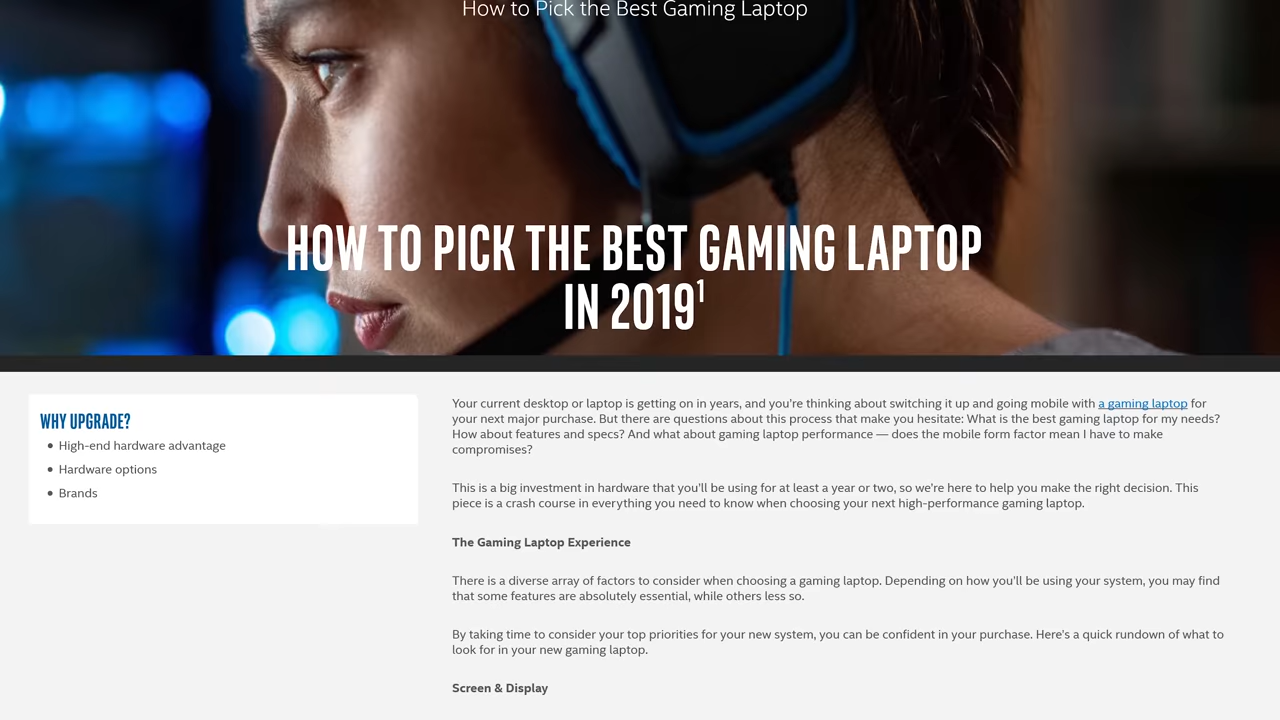 How to Pick the Best Gaming Laptop
HOW TO PICK THE BEST GAMING LAPTOP
IN 2019¹
WHY UPGRADE?
• High-end hardware advantage
• Hardware options
• Brands
Your current desktop or laptop is getting on in years, and you're thinking about switching it up and going mobile with a gaming laptop for
your next major purchase. But there are questions about this process that make you hesitate: What is the best gaming laptop for my needs?
How about features and specs? And what about gaming laptop performance — does the mobile form factor mean I have to make
compromises?
This is a big investment in hardware that you'll be using for at least a year or two, so we're here to help you make the right decision. This
piece is a crash course in everything you need to know when choosing your next high-performance gaming laptop.
The Gaming Laptop Experience
There is a diverse array of factors to consider when choosing a gaming laptop. Depending on how you'll be using your system, you may find
that some features are absolutely essential, while others less so.
By taking time to consider your top priorities for your new system, you can be confident in your purchase. Here's a quick rundown of what to
look for in your new gaming laptop.
Screen & Display